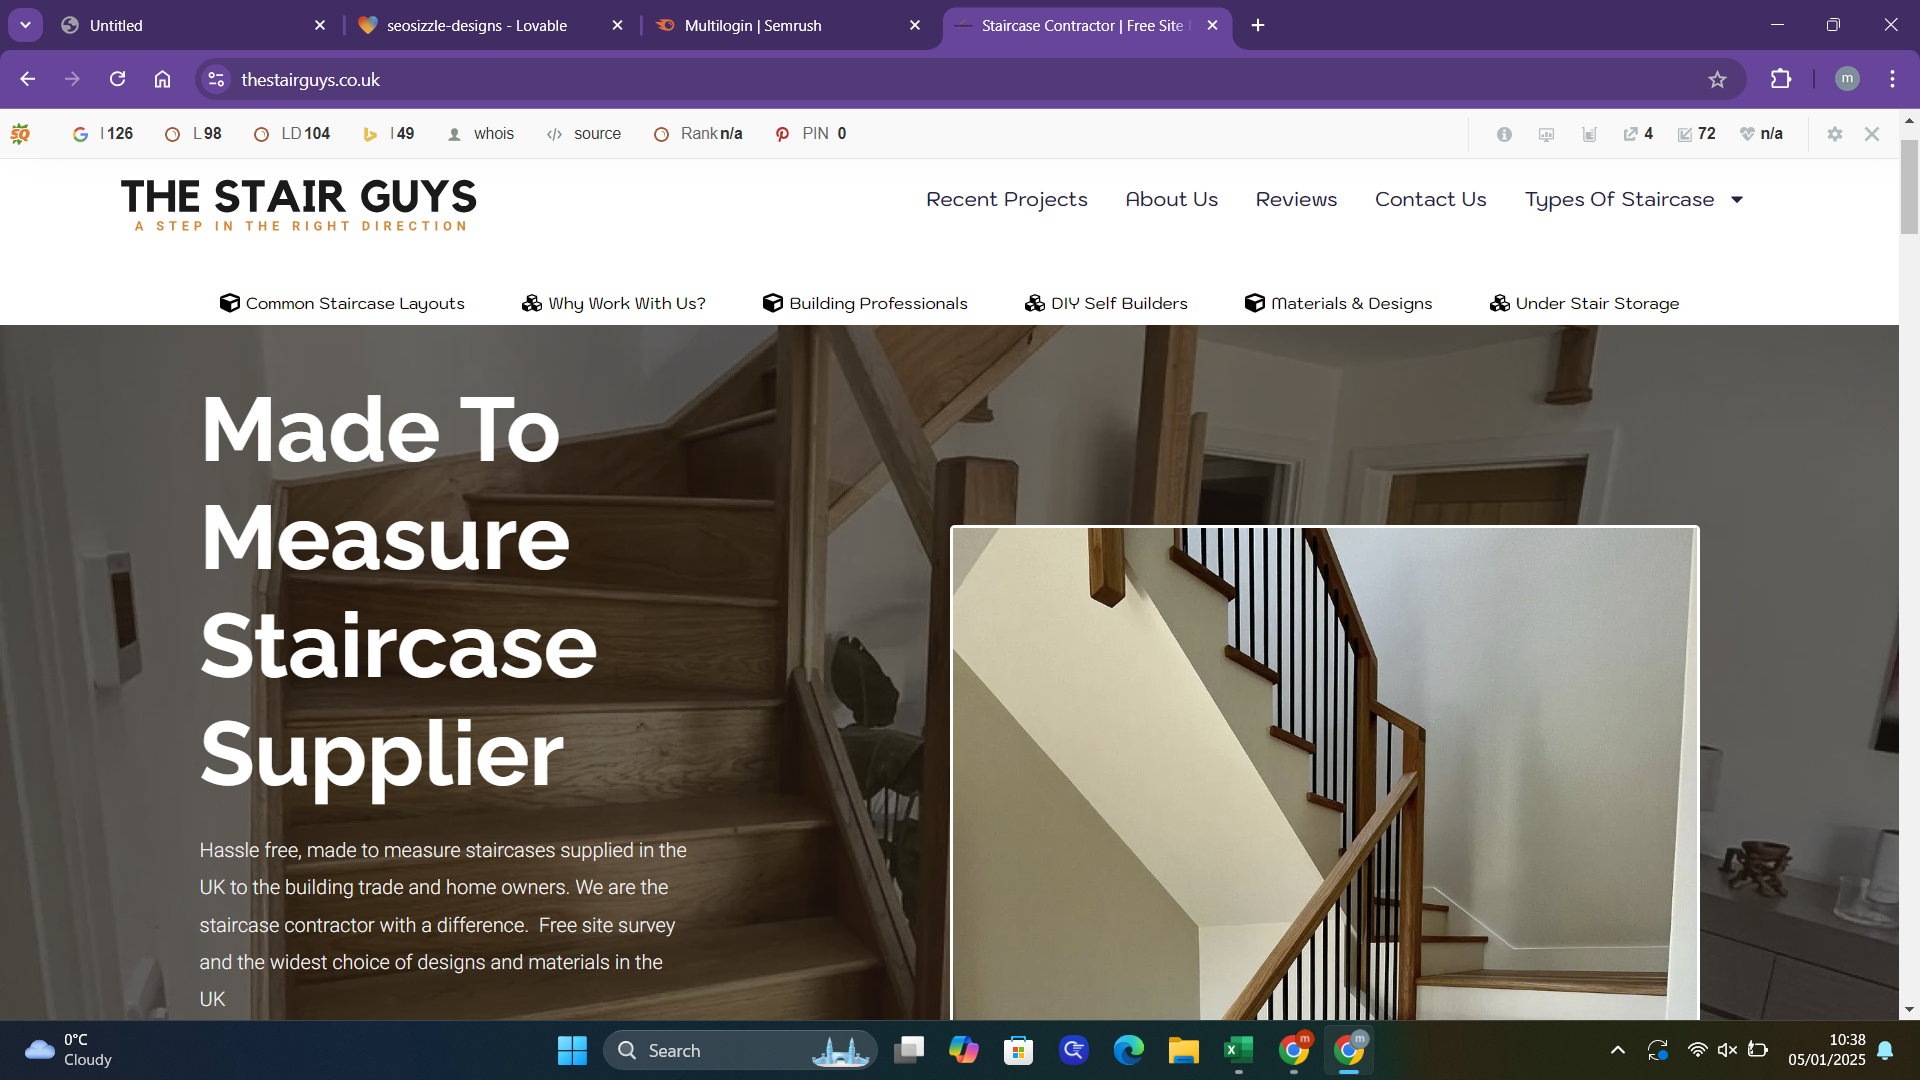 Untitled
seosizzle-designs - Lovable
Multilogin | Semrush
Staircase Contractor | Free Site
thestairguys.co.uk
m
SQ
I 126
L 98
LD 104
I 49
whois
source
Rank n/a
PIN 0
4
72
n/a
THE STAIR GUYS
A STEP IN THE RIGHT DIRECTION
Recent Projects
About Us
Reviews
Contact Us
Types Of Staircase
Common Staircase Layouts
Why Work With Us?
Building Professionals
DIY Self Builders
Materials & Designs
Under Stair Storage
Made To
Measure
Staircase
Supplier
Hassle free, made to measure staircases supplied in the
UK to the building trade and home owners. We are the
staircase contractor with a difference. Free site survey
and the widest choice of designs and materials in the
UK
0°C
Cloudy
Search
m
m
10:38
05/01/2025